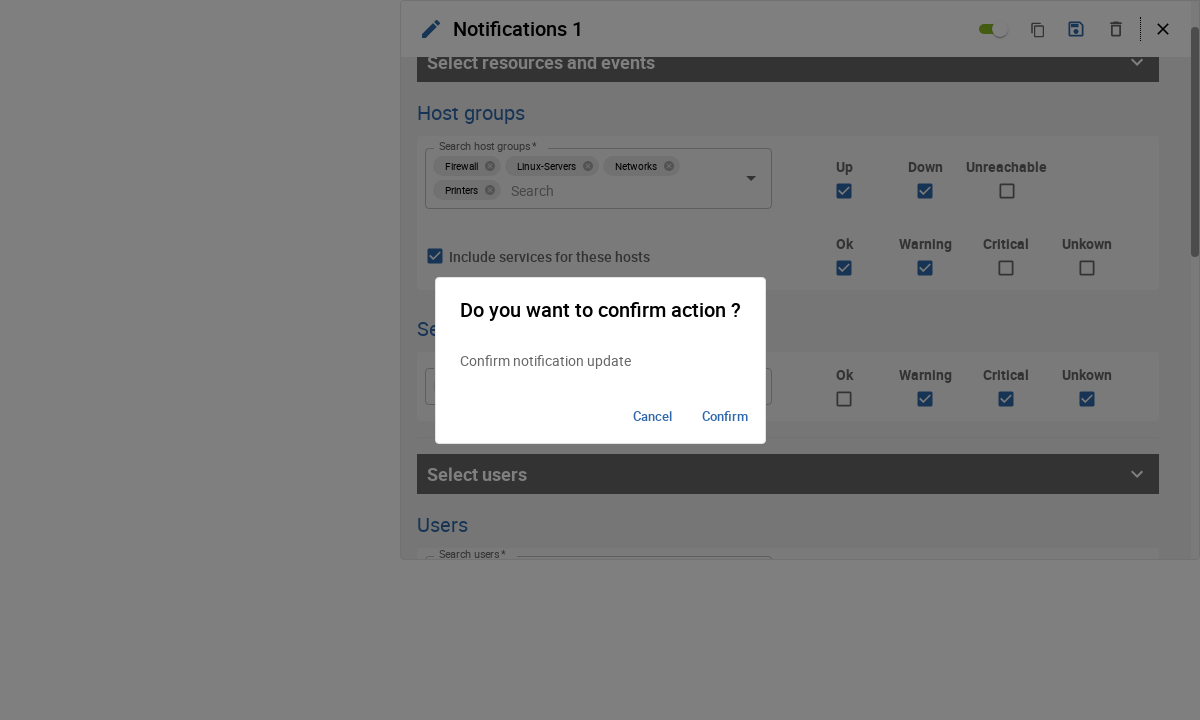 Notifications 1
Select resources and events
Host groups
Search host groups *
Firewall Linux-Servers Networks
Printers Search
Up Down Unreachable
Include services for these hosts
Ok Warning Critical Unkown
Do you want to confirm action ?
Confirm notification update
Cancel Confirm
Se
Ok Warning Critical Unkown
Select users
Users
Search users *